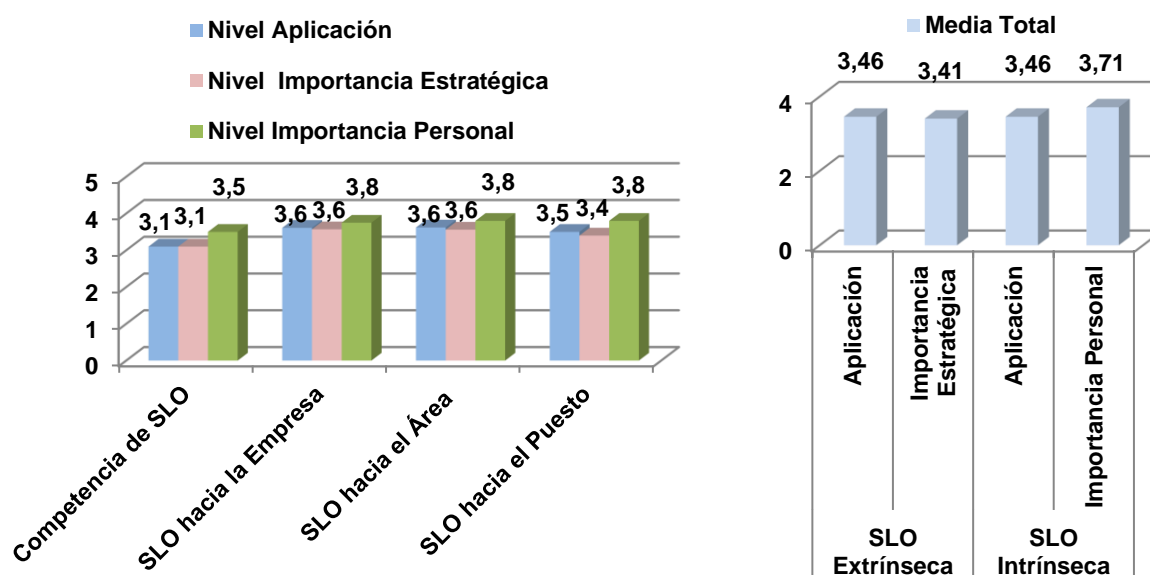 Nivel Aplicación
Nivel Importancia Estratégica
Nivel Importancia Personal
5
4
3
2
1
0
3,1
3,1
3,5
3,6
3,6
3,8
3,6
3,6
3,8
3,5
3,4
3,8
Competencia de SLO
SLO hacia la Empresa
SLO hacia el Área
SLO hacia el Puesto
Media Total
3,46
3,41
3,46
3,71
4
2
0
Aplicación
Importancia
Estratégica
Aplicación
Importancia Personal
SLO
Extrínseca
SLO
Intrínseca